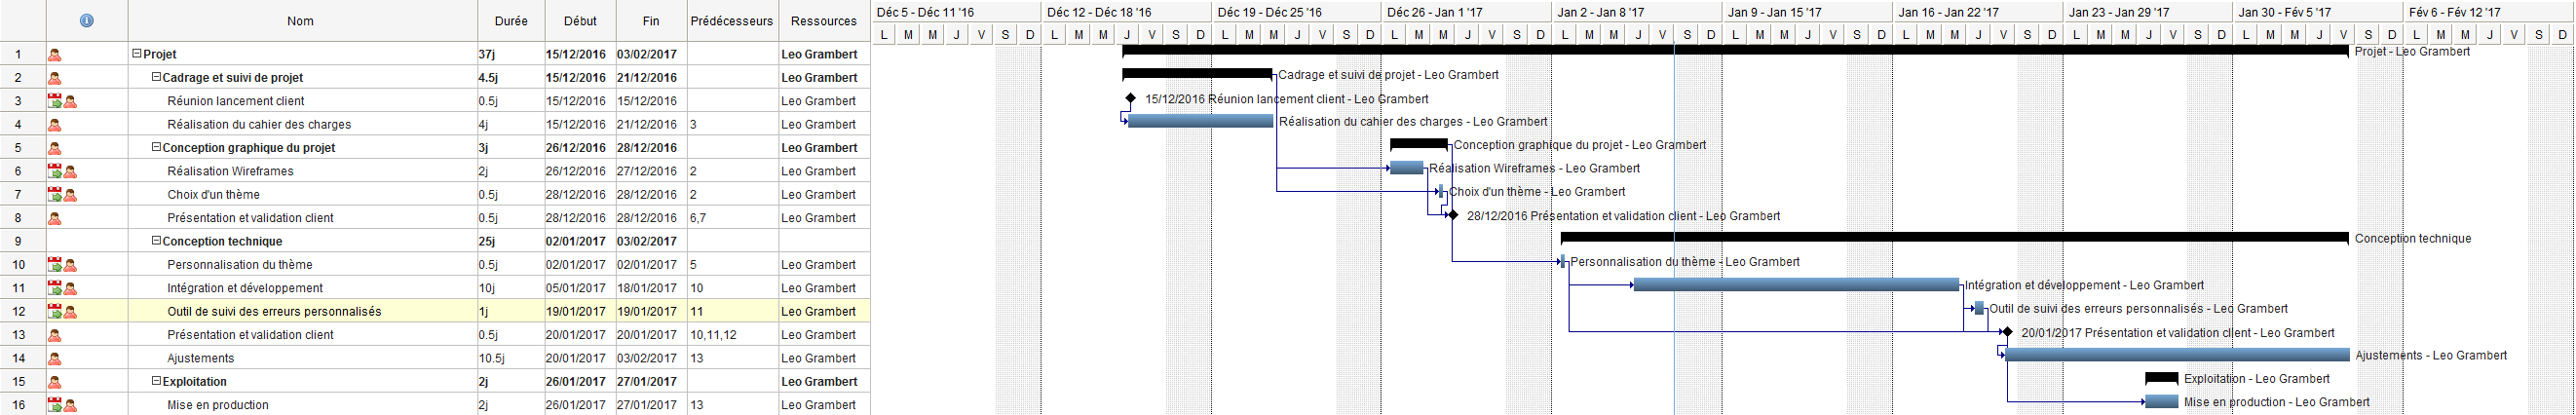 Nom Durée Début Fin Prédécesseurs Ressources Déc 5 - Déc 11 '16 Déc 12 - Déc 18 '16 Déc 19 - Déc 25 '16 Déc 26 - Jan 1 '17 Jan 2 - Jan 8 '17 Jan 9 - Jan 15 '17 Jan 16 - Jan 22 '17 Jan 23 - Jan 29 '17 Jan 30 - Fév 5 '17 Fév 6 - Fév 12 '17
L M M J V S D L M M J V S D L M M J V S D L M M J V S D L M M J V S D L M M J V S D L M M J V S D L M M J V S D L M M J V S D L M M J V S D
1 Projet 37j 15/12/2016 03/02/2017 Leo Grambert Projet - Leo Grambert
2 Cadrage et suivi de projet 4.5j 15/12/2016 21/12/2016 Leo Grambert Cadrage et suivi de projet - Leo Grambert
3 Réunion lancement client 0.5j 15/12/2016 15/12/2016 Leo Grambert 15/12/2016 Réunion lancement client - Leo Grambert
4 Réalisation du cahier des charges 4j 15/12/2016 21/12/2016 3 Leo Grambert Réalisation du cahier des charges - Leo Grambert
5 Conception graphique du projet 3j 26/12/2016 28/12/2016 Leo Grambert Conception graphique du projet - Leo Grambert
6 Réalisation Wireframes 2j 26/12/2016 27/12/2016 2 Leo Grambert Réalisation Wireframes - Leo Grambert
7 Choix d'un thème 0.5j 28/12/2016 28/12/2016 2 Leo Grambert Choix d'un thème - Leo Grambert
8 Présentation et validation client 0.5j 28/12/2016 28/12/2016 6,7 Leo Grambert 28/12/2016 Présentation et validation client - Leo Grambert
9 Conception technique 25j 02/01/2017 03/02/2017 Conception technique
10 Personnalisation du thème 0.5j 02/01/2017 02/01/2017 5 Leo Grambert Personnalisation du thème - Leo Grambert
11 Intégration et développement 10j 05/01/2017 18/01/2017 10 Leo Grambert Intégration et développement - Leo Grambert
12 Outil de suivi des erreurs personnalisés 1j 19/01/2017 19/01/2017 11 Leo Grambert Outil de suivi des erreurs personnalisés - Leo Grambert
13 Présentation et validation client 0.5j 20/01/2017 20/01/2017 10,11,12 Leo Grambert 20/01/2017 Présentation et validation client - Leo Grambert
14 Ajustements 10.5j 20/01/2017 03/02/2017 13 Leo Grambert Ajustements - Leo Grambert
15 Exploitation 2j 26/01/2017 27/01/2017 Leo Grambert Exploitation - Leo Grambert
16 Mise en production 2j 26/01/2017 27/01/2017 13 Leo Grambert Mise en production - Leo Grambert